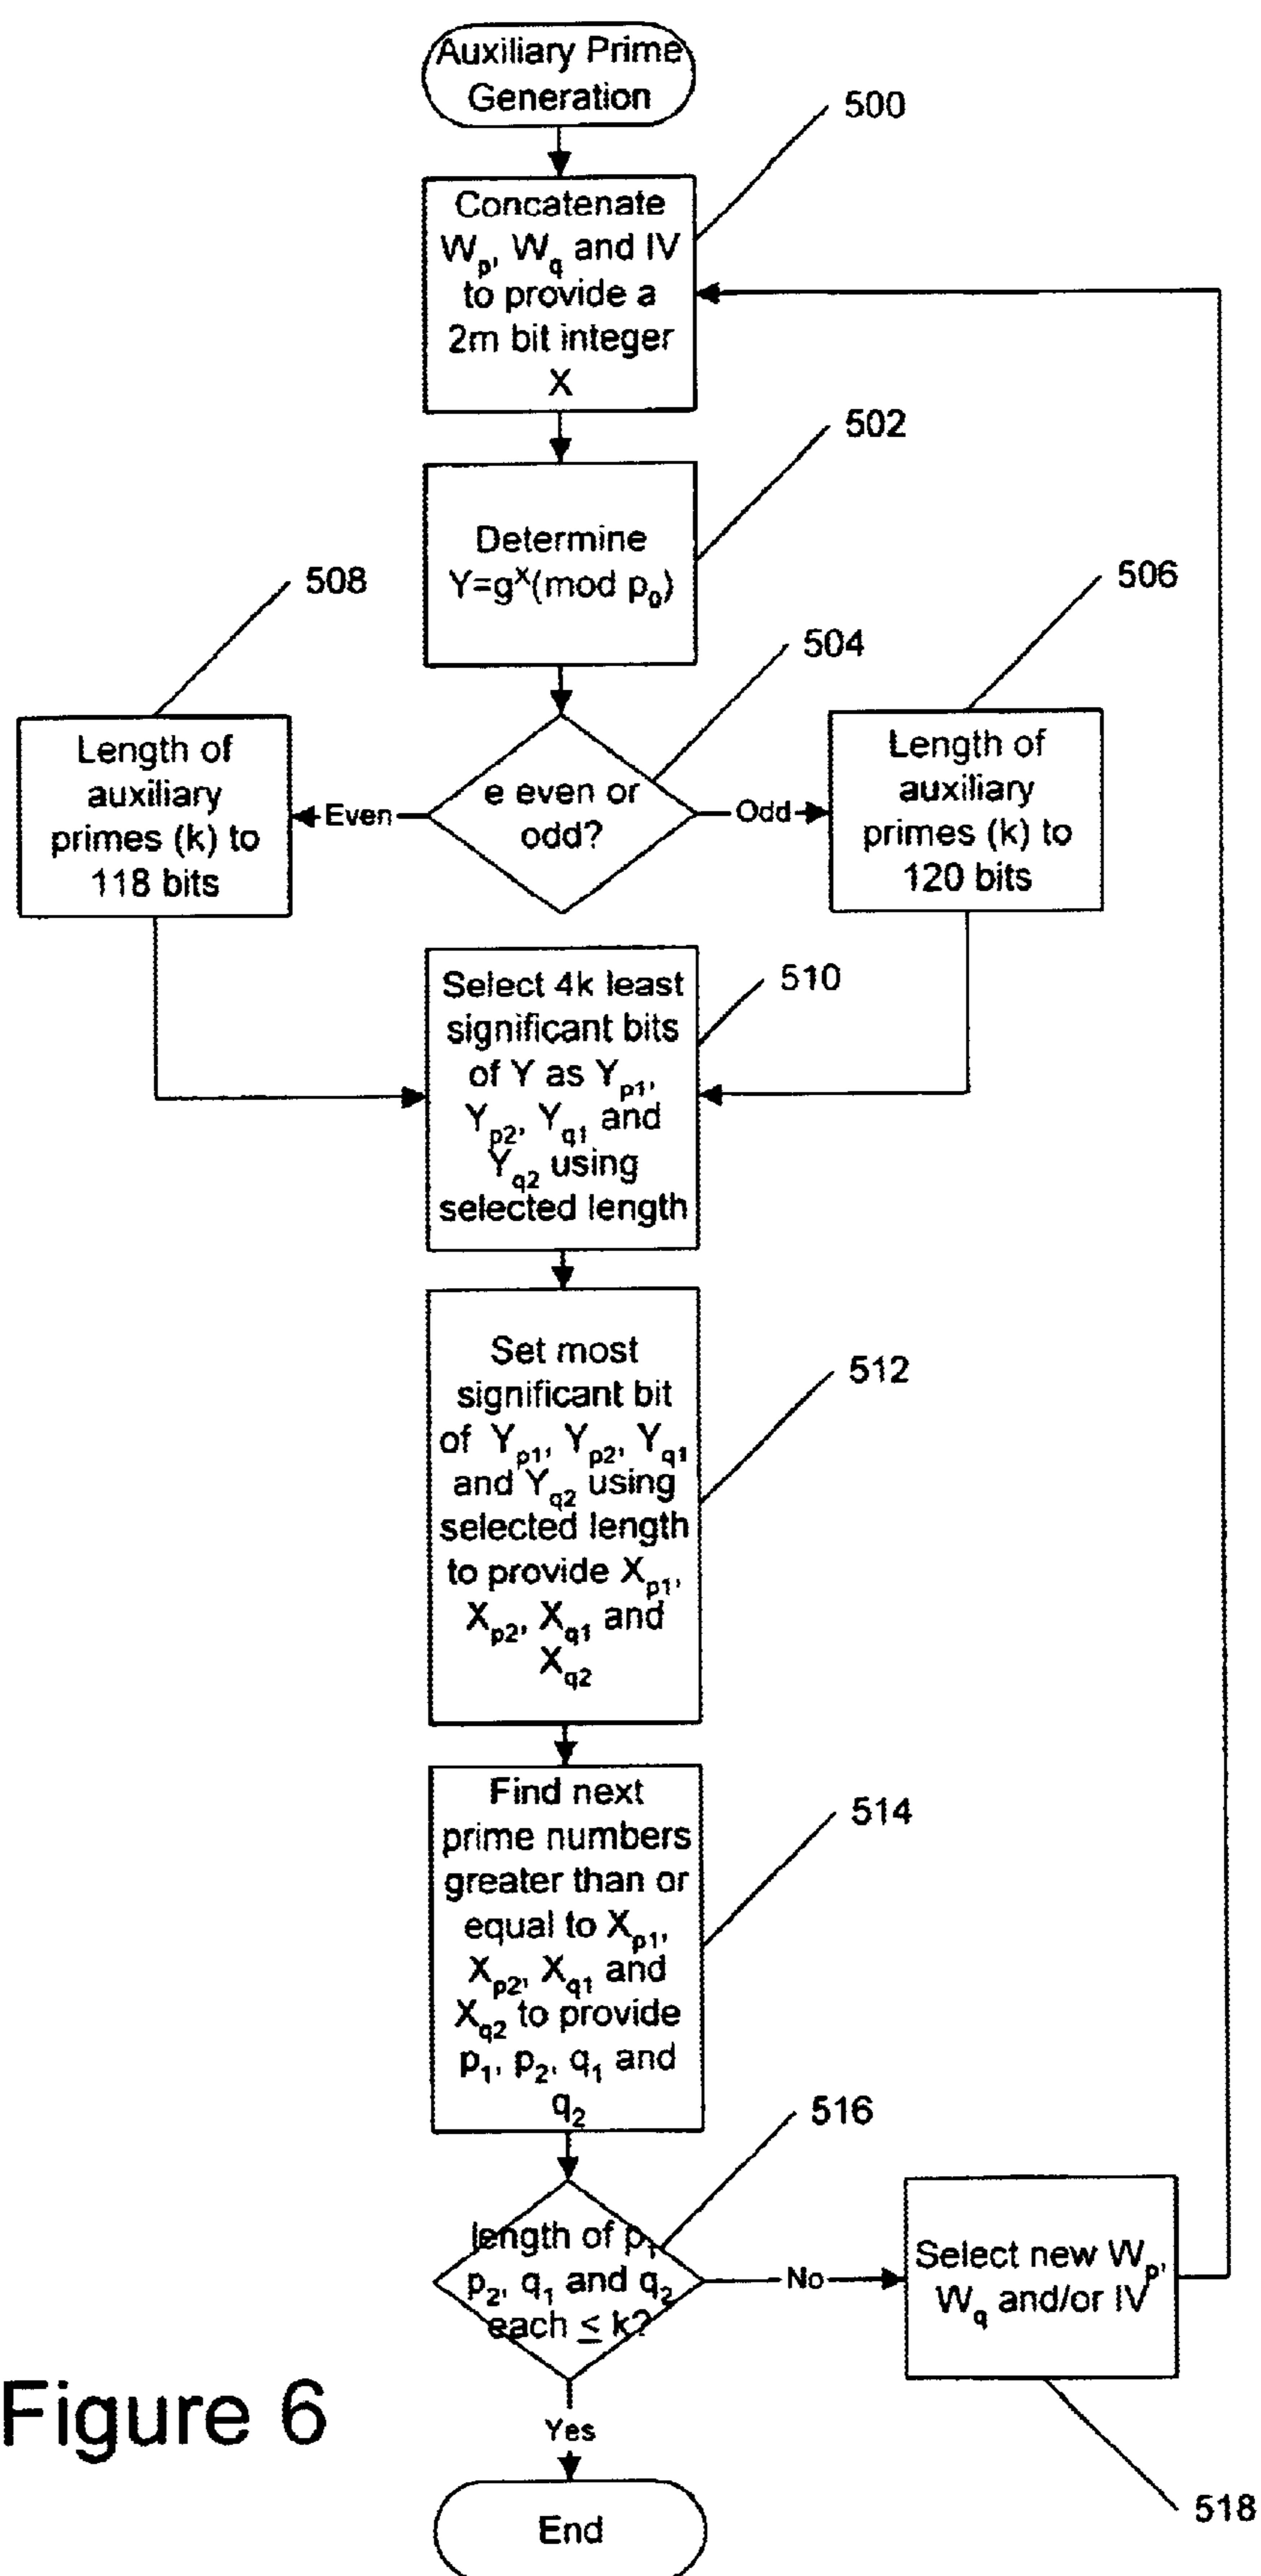 Auxiliary Prime
Generation
500
Concatenate
Wp, Wq and IV
to provide a
2m bit integer
X
502
Determine
Y=g^x(mod p0)
504
e even or
odd?
Even
Odd
508
Length of
auxiliary
primes (k) to
118 bits
506
Length of
auxiliary
primes (k) to
120 bits
510
Select 4k least
significant bits
of Y as Yp1,
Yp2, Yq1 and
Yq2 using
selected length
512
Set most
significant bit
of Yp1, Yp2, Yq1
and Yq2 using
selected length
to provide Xp1,
Xp2, Xq1 and
Xq2
514
Find next
prime numbers
greater than or
equal to Xp1,
Xp2, Xq1 and
Xq2 to provide
p1, p2, q1 and
q2
516
length of p1,
p2, q1 and q2
each ≤ k?
No
Select new Wp,
Wq and/or IV
518
Yes
End
Figure 6